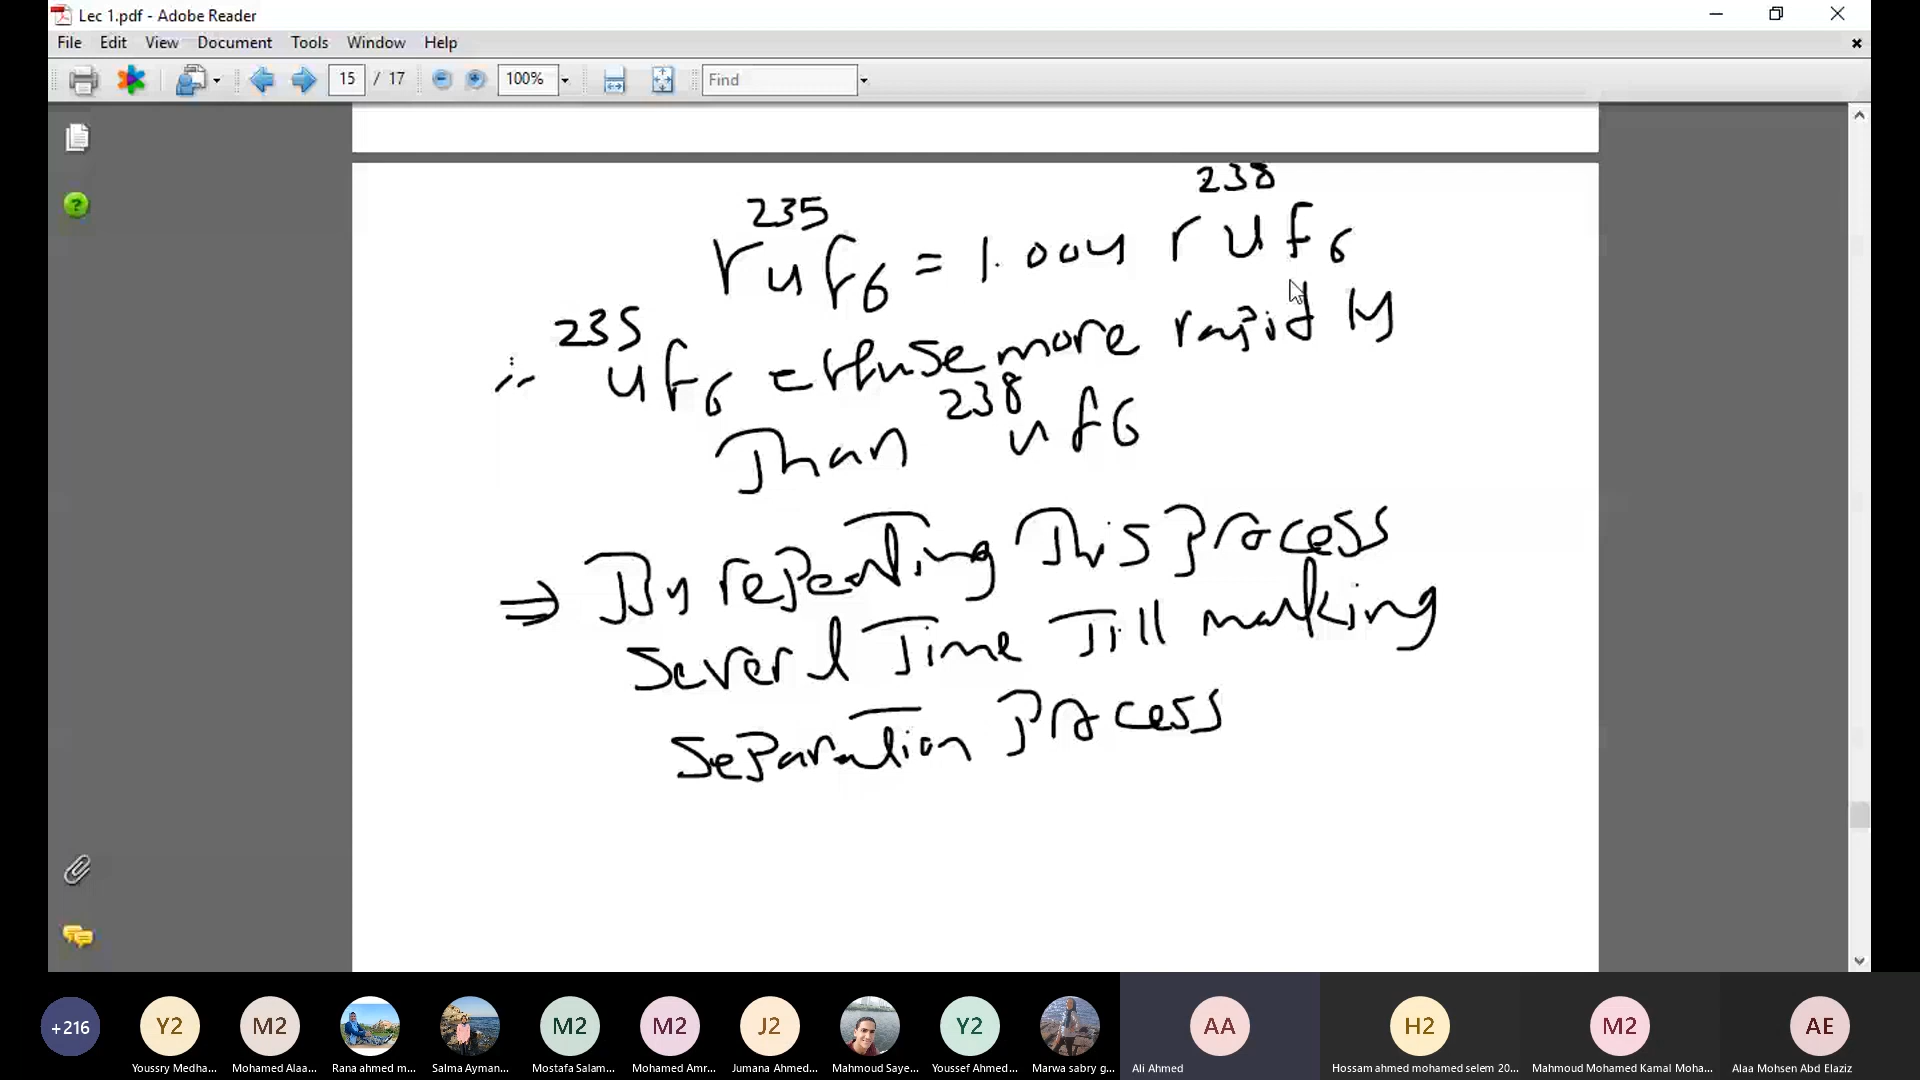 Lec 1.pdf - Adobe Reader
File Edit View Document Tools Window Help
15 / 17 100% Find
235 238
r uf6 = 1.004 r uf6
∴ 235 uf6 effuse more rapidly
Than 238 uf6
⇒ By repeating This Process
Severl Time Till making
Separation Process
+216 Y2 M2 M2 M2 J2 Y2 AA H2 M2 AE
Youssry Medha... Mohamed Alaa... Rana ahmed m... Salma Ayman... Mostafa Salam... Mohamed Amr... Jumana Ahmed... Mahmoud Saye... Youssef Ahmed... Marwa sabry g... Ali Ahmed Hossam ahmed mohamed selem 20... Mahmoud Mohamed Kamal Moha... Alaa Mohsen Abd Elaziz